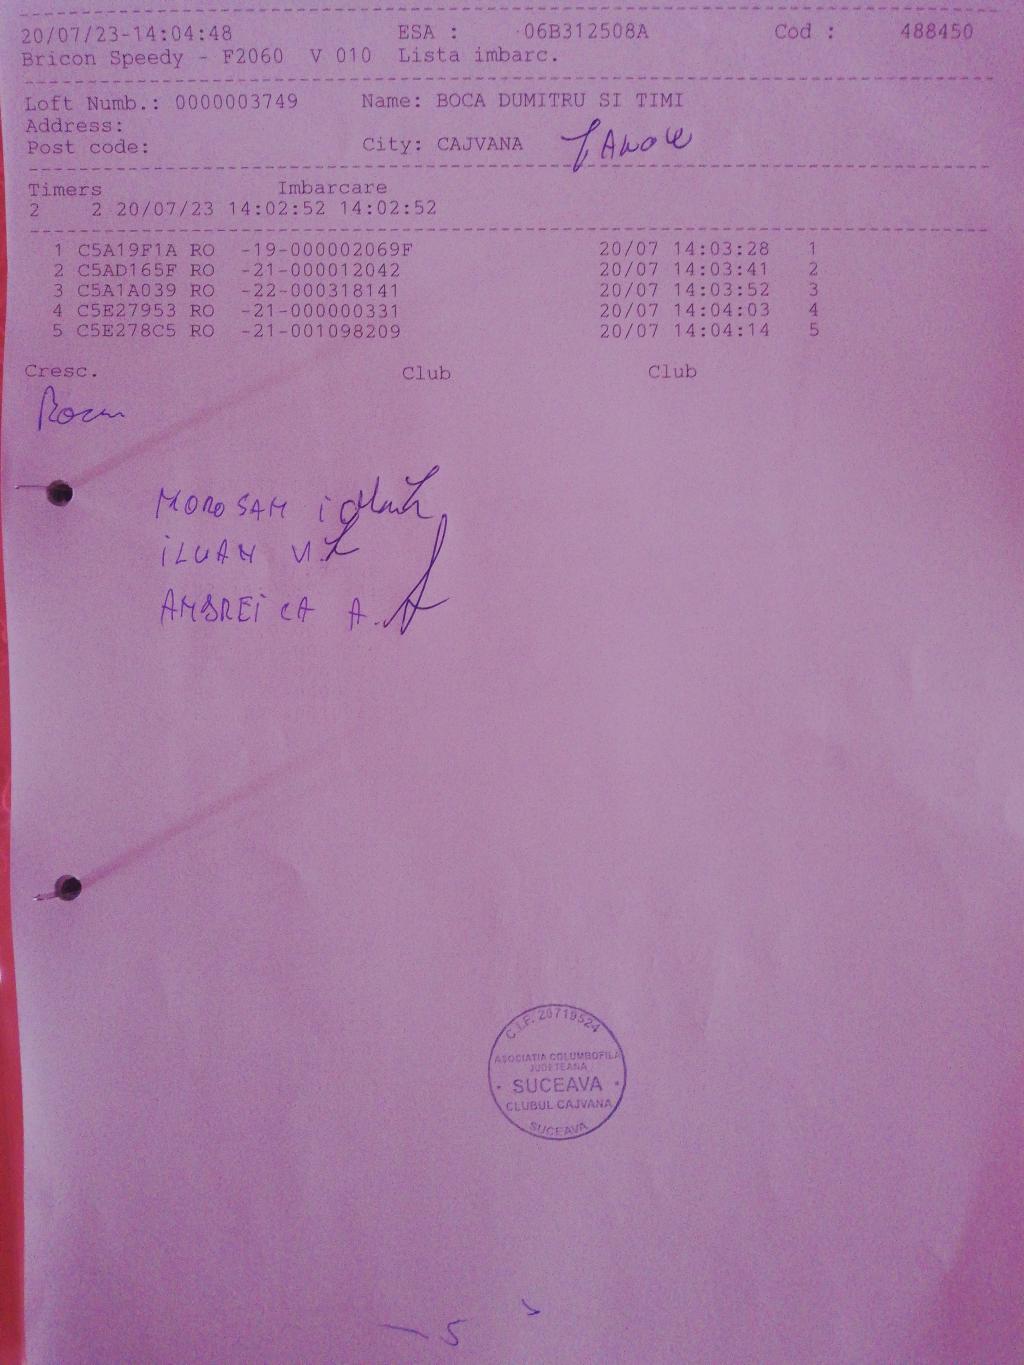 20/07/23-14:04:48 ESA : 06B312508A Cod : 488450
Bricon Speedy - F2060 V 010 Lista imbarc.
Loft Numb.: 0000003749 Name: BOCA DUMITRU SI TIMI
Address:
Post code: City: CAJVANA
Timers Imbarcare
2 2 20/07/23 14:02:52 14:02:52
1 C5A19F1A RO -19-000002069F 20/07 14:03:28 1
2 C5AD165F RO -21-000012042 20/07 14:03:41 2
3 C5A1A039 RO -22-000318141 20/07 14:03:52 3
4 C5E27953 RO -21-000000331 20/07 14:04:03 4
5 C5E278C5 RO -21-001098209 20/07 14:04:14 5
Cresc. Club Club
MOROSAN i
ILUAN V.
ANDREICA A.
C.I.F. 20719524
ASOCIATIA COLUMBOFILA
JUDETEANA
SUCEAVA
CLUBUL CAJVANA
SUCEAVA
5